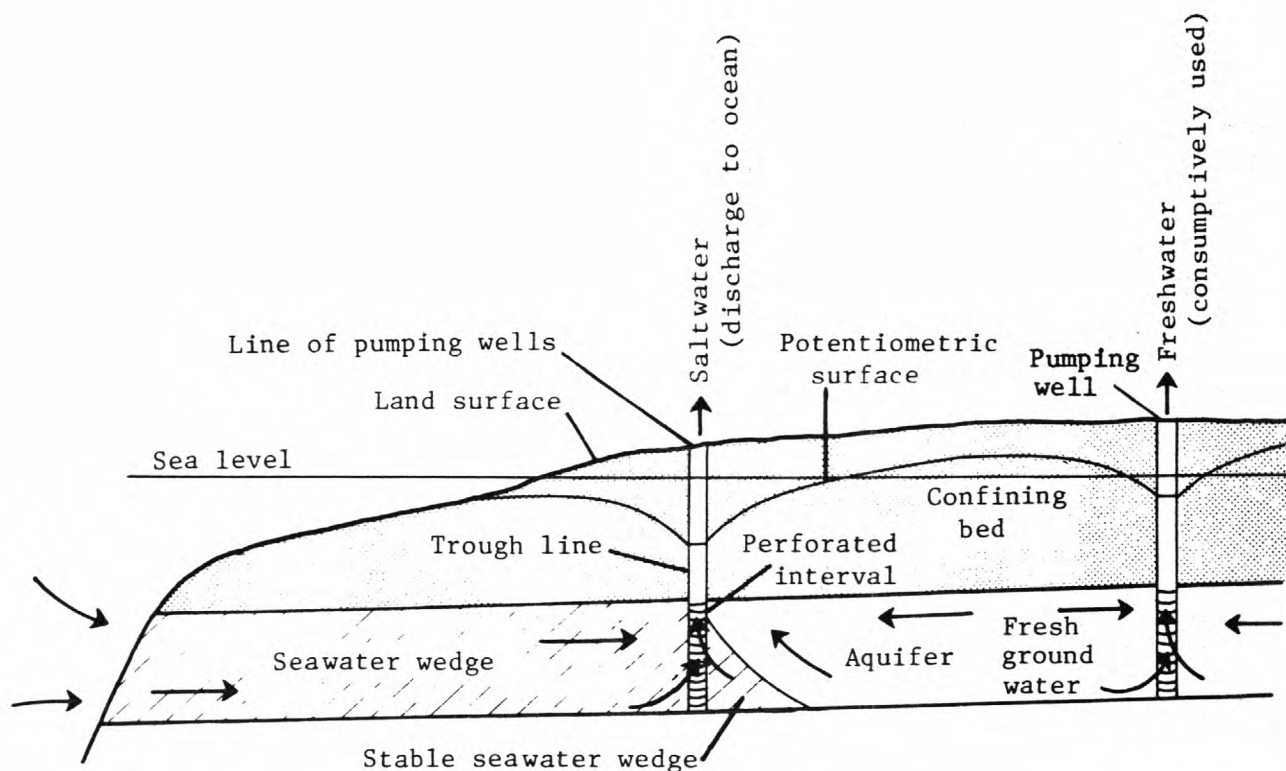 Saltwater
(discharge to ocean)
Freshwater
(consumptively used)
Line of pumping wells
Potentiometric
surface
Pumping
well
Land surface
Sea level
Confining
bed
Trough line
Perforated
interval
Seawater wedge
Aquifer
Fresh
ground
water
Stable seawater wedge